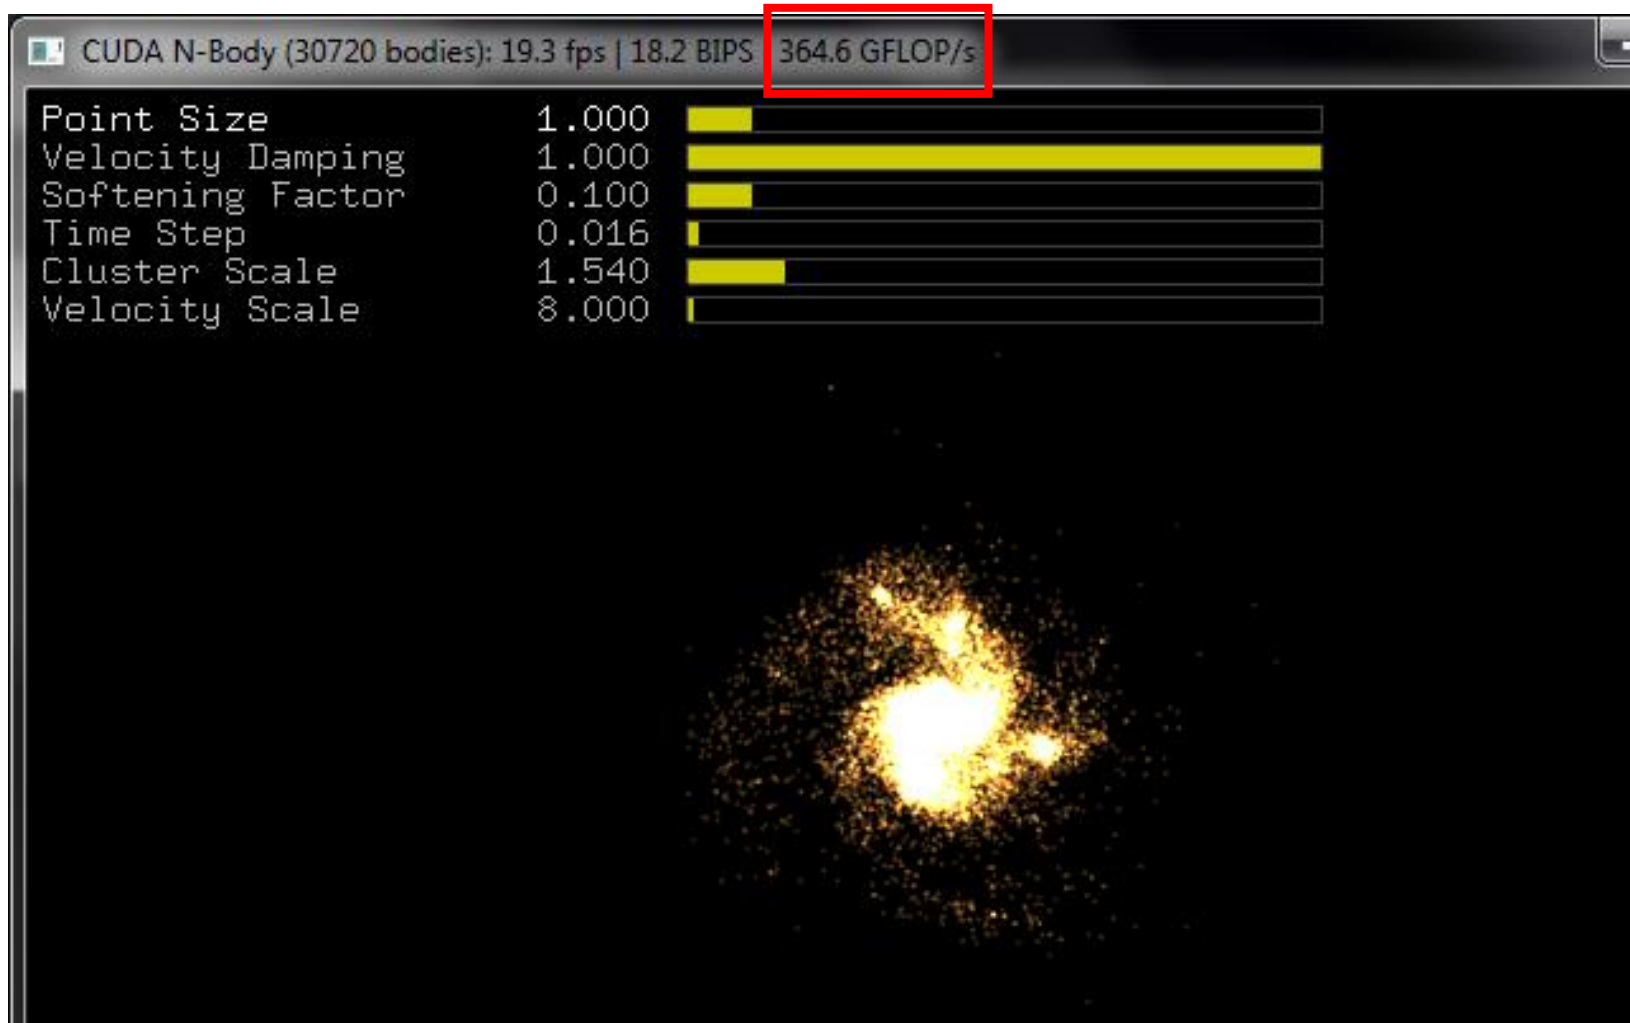 CUDA N-Body (30720 bodies): 19.3 fps | 18.2 BIPS 364.6 GFLOP/s
Point Size 1.000
Velocity Damping 1.000
Softening Factor 0.100
Time Step 0.016
Cluster Scale 1.540
Velocity Scale 8.000